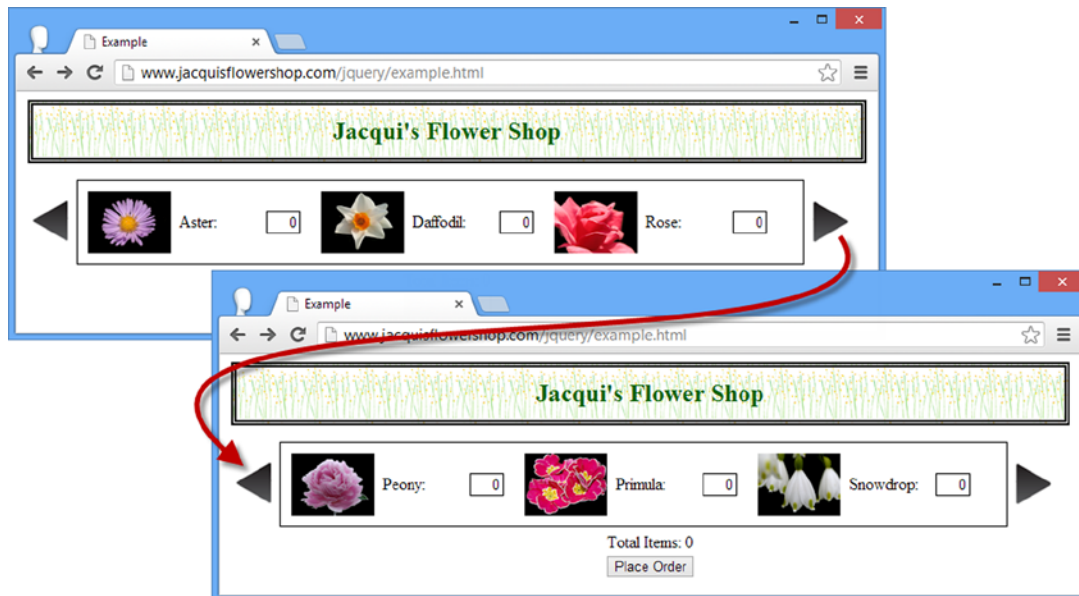 Example
www.jacquisflowershop.com/jquery/example.html
Jacqui's Flower Shop
Aster: 0 Daffodil: 0 Rose: 0
Example
www.jacquisflowershop.com/jquery/example.html
Jacqui's Flower Shop
Peony: 0 Primula: 0 Snowdrop: 0
Total Items: 0
Place Order